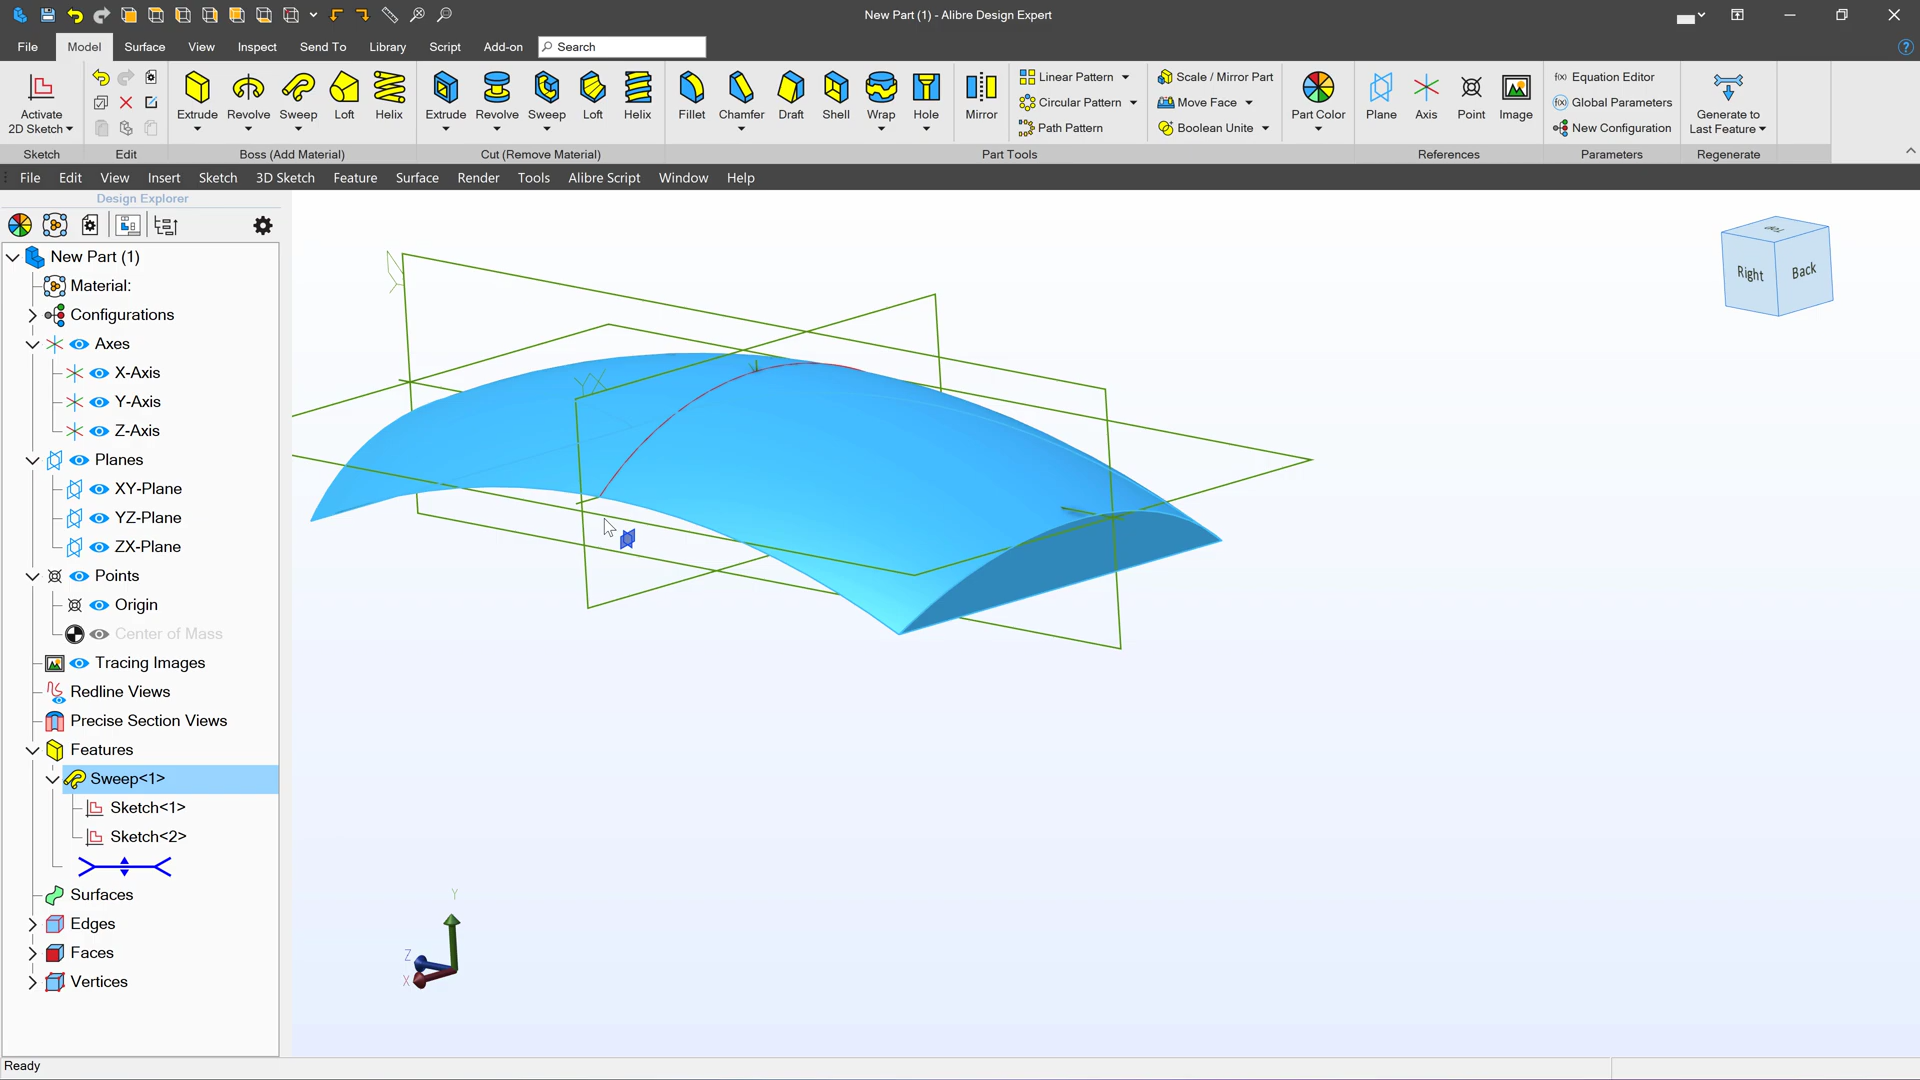 New Part (1) - Alibre Design Expert
File Model Surface View Inspect Send To Library Script Add-on Search
Activate
2D Sketch
Extrude Revolve Sweep Loft Helix
Extrude Revolve Sweep Loft Helix
Fillet Chamfer Draft Shell Wrap Hole Mirror
Linear Pattern
Circular Pattern
Path Pattern
Scale / Mirror Part
Move Face
Boolean Unite
Part Color
Plane Axis Point Image
f(x) Equation Editor
f(x) Global Parameters
New Configuration
Generate to
Last Feature
Sketch Edit Boss (Add Material) Cut (Remove Material) Part Tools References Parameters Regenerate
File Edit View Insert Sketch 3D Sketch Feature Surface Render Tools Alibre Script Window Help
Design Explorer
New Part (1)
Material:
Configurations
Axes
X-Axis
Y-Axis
Z-Axis
Planes
XY-Plane
YZ-Plane
ZX-Plane
Points
Origin
Center of Mass
Tracing Images
Redline Views
Precise Section Views
Features
Sweep<1>
Sketch<1>
Sketch<2>
Surfaces
Edges
Faces
Vertices
Top
Right Back
Y
Z
X
Ready